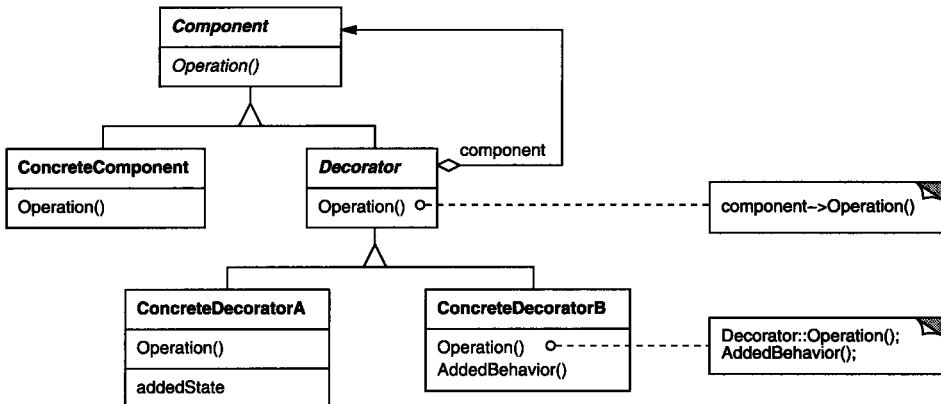 Component
Operation()
ConcreteComponent
Operation()
Decorator
Operation()
component
component->Operation()
ConcreteDecoratorA
Operation()
addedState
ConcreteDecoratorB
Operation()
AddedBehavior()
Decorator::Operation();
AddedBehavior();